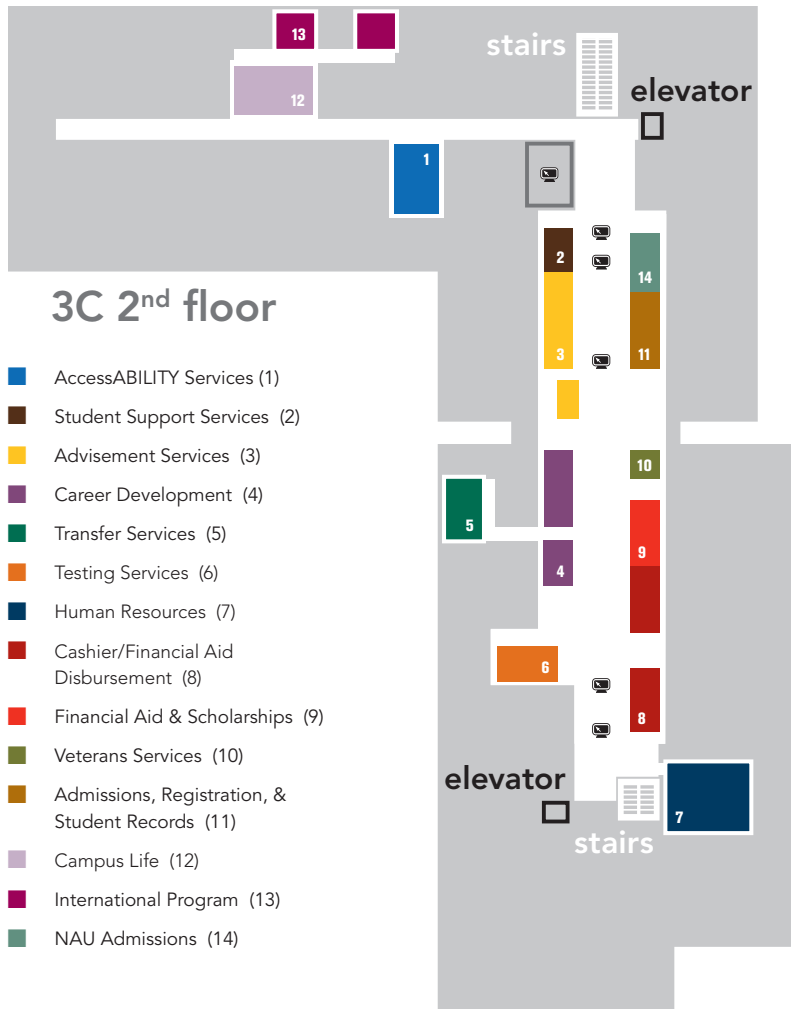 13
stairs
12
elevator
1
2
14
3C 2nd floor
3
11
AccessABILITY Services (1)
Student Support Services (2)
Advisement Services (3)
10
Career Development (4)
5
Transfer Services (5)
9
4
Testing Services (6)
Human Resources (7)
Cashier/Financial Aid
Disbursement (8)
6
Financial Aid & Scholarships (9)
8
Veterans Services (10)
elevator
Admissions, Registration, &
Student Records (11)
7
stairs
Campus Life (12)
International Program (13)
NAU Admissions (14)